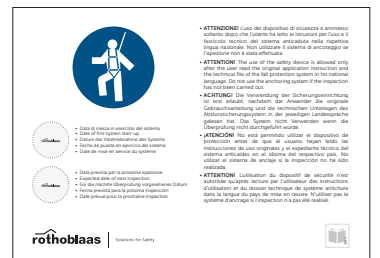 • ATTENZIONE! L'uso del dispositivo di sicurezza è ammesso
soltanto dopo che l'utente ha letto le istruzioni per l'uso e il
fascicolo tecnico del sistema anticaduta nella rispettiva
lingua nazionale. Non utilizzare il sistema di ancoraggio se
l'ispezione non è stata effettuata.
• ATTENTION! The use of the safety device is allowed only
after the user read the original application instruction and
the technical file of the fall protection system in his national
language. Do not use the anchoring system if the inspection
has not been carried out.
• ACHTUNG! Die Verwendung der Sicherungseinrichtung
ist erst erlaubt, nachdem der Anwender die originale
Gebrauchsanleitung und die technischen Unterlagen des
Absturzsicherungssystem in der jeweiligen Landessprache
gelesen hat. Das System nicht Verwenden wenn die
Überprüfung nicht durchgeführt wurde.
• ¡ATENCIÓN! No está permitido utilizar el dispositivo de
protección antes de que el usuario hayan leído las
instrucciones de uso originales y el expediente técnico del
sistema anticaídas en el idioma del respectivo país. No
utilizar el sistema de anclaje si la inspección no ha sido
realizada.
• ATTENTION! L'utilisation du dispositif de sécurité n'est
autorisée qu'après lecture par l'utilisateur des instructions
d'utilisation et du dossier technique de système antichute
dans la langue du pays de mise en œuvre. N'utiliser pas le
système d'ancrage si l'inspection n'a pas été realisée.
rothoblaas
• Data di messa in esercizio del sistema
• Date of first system start-up
• Datum der Inbetriebnahme des Systems
• Fecha de puesta en ejercicio del sistema
• Date de mise en service du système
rothoblaas
• Data prevista per la prossima ispezione
• Expected date of next inspection
• Für die nächste Überprüfung vorgesehenes Datum
• Fecha prevista para la próxima inspección
• Date prévue pour la prochaine inspection
rothoblaas
Solutions for Safety